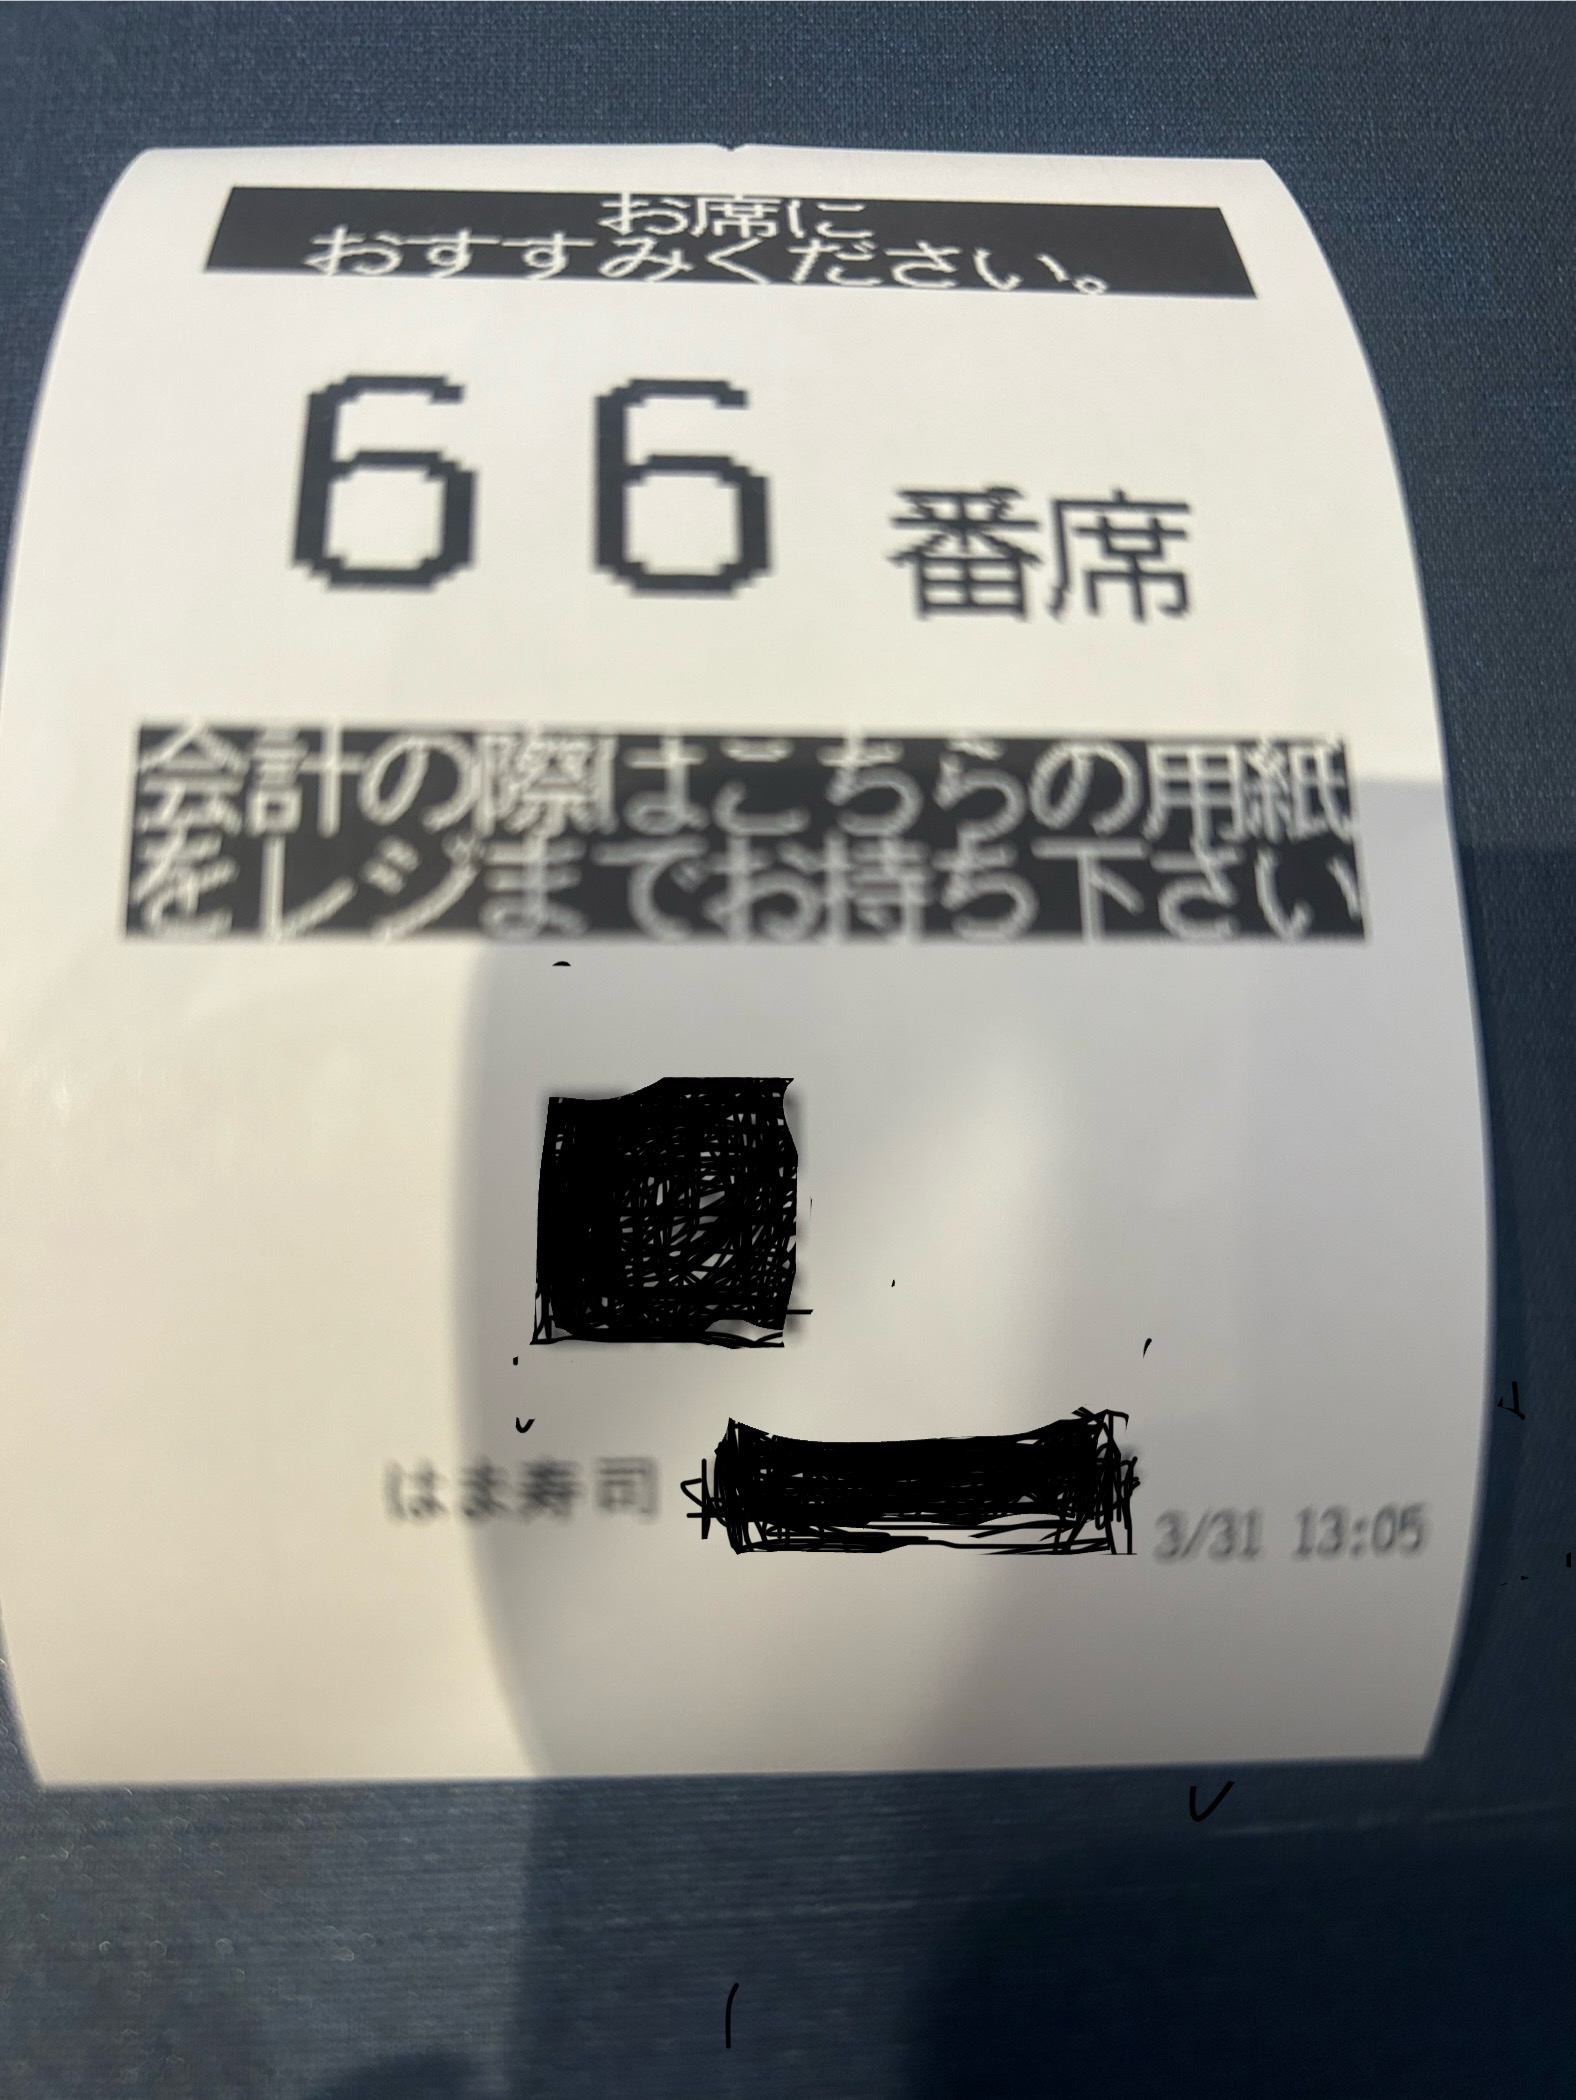 お席に
おすすみください。
66 番席
会計の際はこちらの用紙
をレジまでお持ち下さい
はま寿司 3/31 13:05